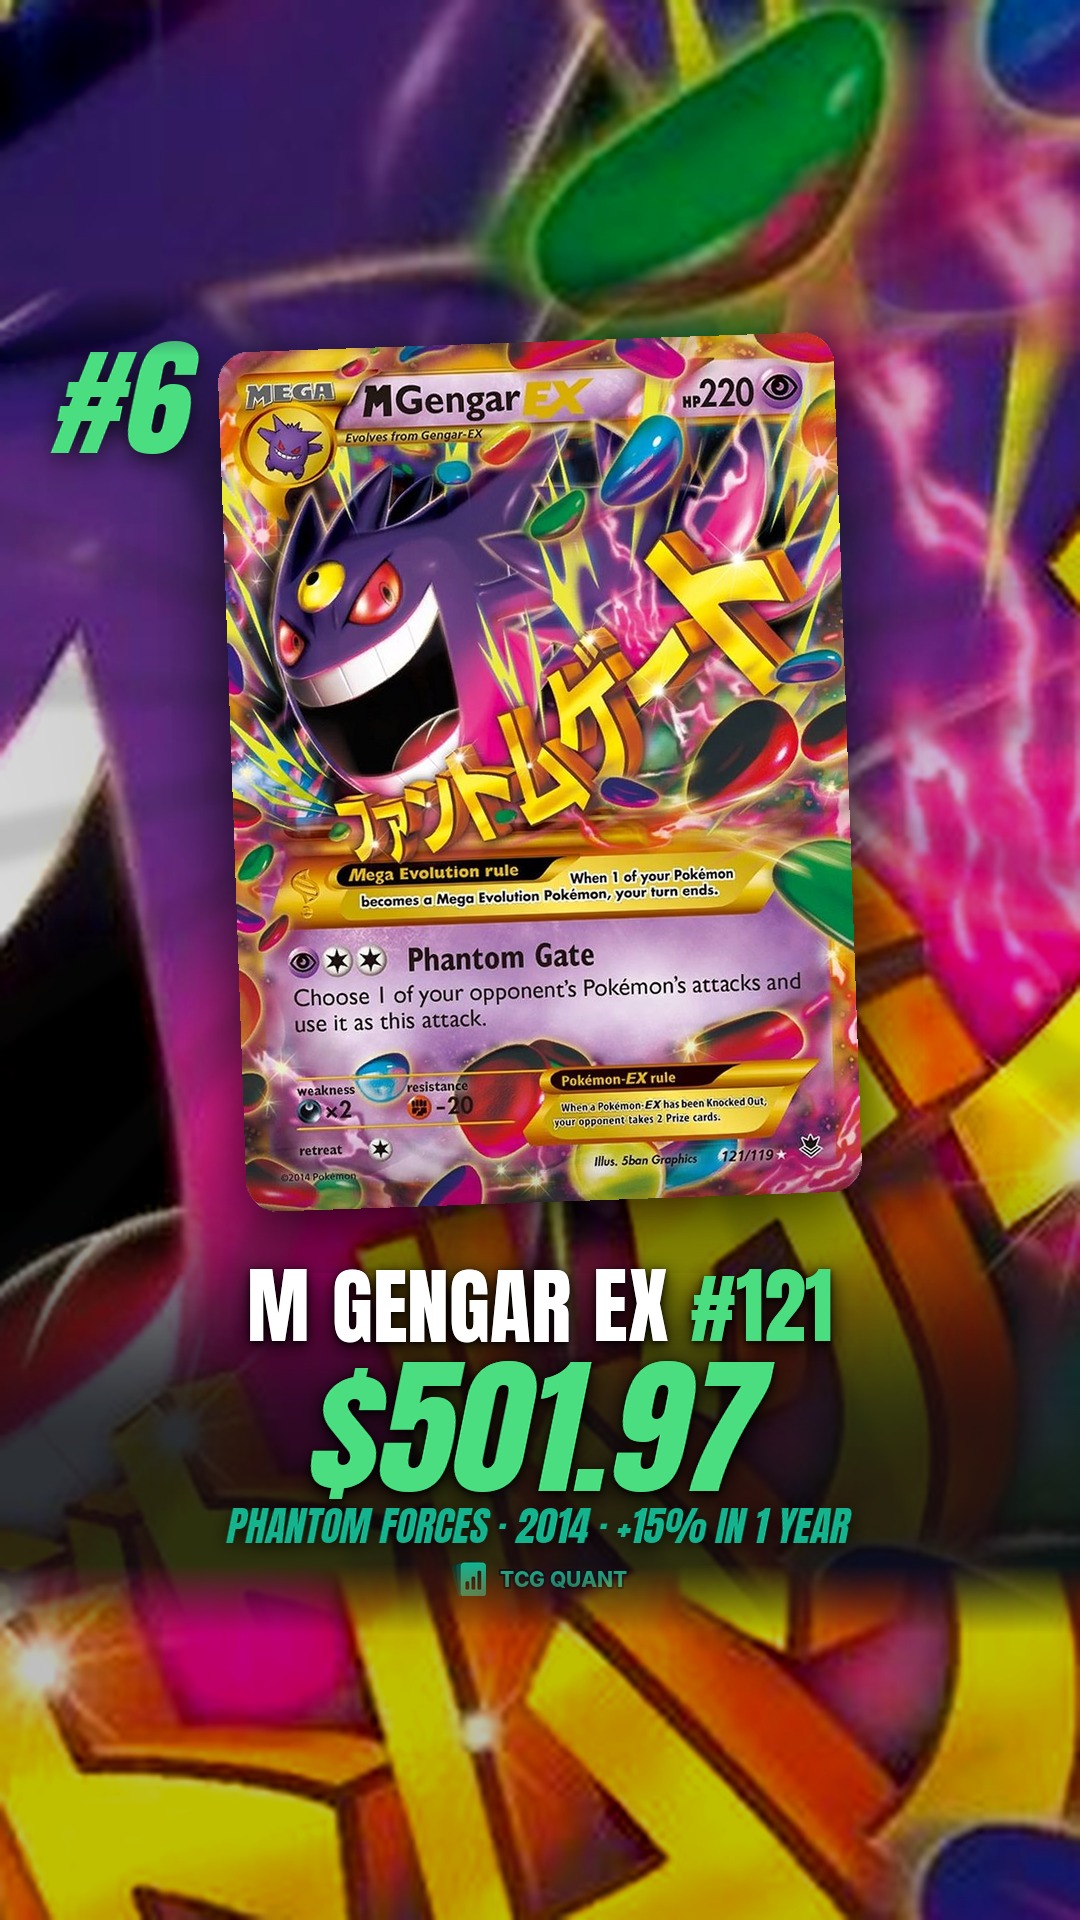 #6
MEGA
MGengarEX
HP220
Evolves from Gengar-EX
ファントムゲート
Mega Evolution rule
When 1 of your Pokémon
becomes a Mega Evolution Pokémon, your turn ends.
Phantom Gate
Choose 1 of your opponent's Pokémon's attacks and
use it as this attack.
weakness
×2
resistance
-20
Pokémon-EX rule
When a Pokémon-EX has been Knocked Out,
your opponent takes 2 Prize cards.
retreat
Illus. 5ban Graphics
121/119
©2014 Pokémon
M GENGAR EX #121
$501.97
PHANTOM FORCES · 2014 · +15% IN 1 YEAR
TCG QUANT